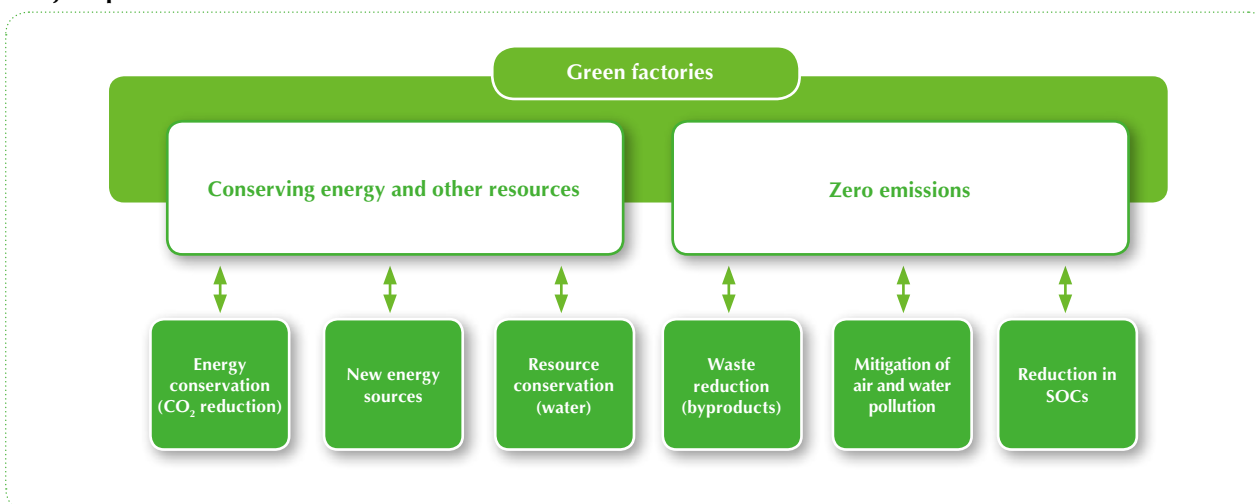 Green factories
Conserving energy and other resources
Zero emissions
Energy
conservation
(CO₂ reduction)
New energy
sources
Resource
conservation
(water)
Waste
reduction
(byproducts)
Mitigation of
air and water
pollution
Reduction in
SOCs